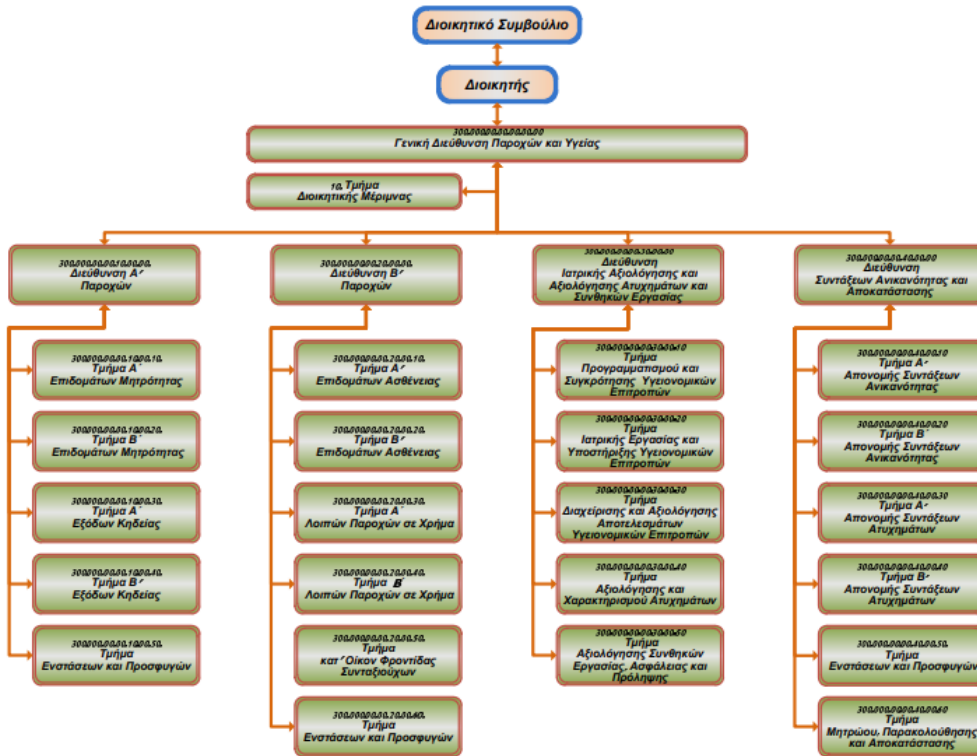 Διοικητικό Συμβούλιο
Διοικητής
Γενική Διεύθυνση Παροχών και Υγείας
10. Τμήμα
Διοικητικής Μέριμνας
Διεύθυνση Α'
Παροχών
Τμήμα Α΄
Επιδομάτων Μητρότητας
Τμήμα Β΄
Επιδομάτων Μητρότητας
Τμήμα Α΄
Εξόδων Κηδείας
Τμήμα Β'
Εξόδων Κηδείας
Τμήμα
Ενστάσεων και Προσφυγών
Διεύθυνση Β'
Παροχών
Τμήμα Α'
Επιδομάτων Ασθένειας
Τμήμα Β'
Επιδομάτων Ασθένειας
Τμήμα Α΄
Λοιπών Παροχών σε Χρήμα
Τμήμα Β΄
Λοιπών Παροχών σε Χρήμα
Τμήμα
κατ' Οίκον Φροντίδας
Συνταξιούχων
Τμήμα
Ενστάσεων και Προσφυγών
Διεύθυνση
Ιατρικής Αξιολόγησης και
Αξιολόγησης Ατυχημάτων και
Συνθηκών Εργασίας
Τμήμα
Προγραμματισμού και
Συγκρότησης Υγειονομικών
Επιτροπών
Τμήμα
Ιατρικής Εργασίας και
Υποστήριξης Υγειονομικών
Επιτροπών
Τμήμα
Διαχείρισης και Αξιολόγησης
Αποτελεσμάτων
Υγειονομικών Επιτροπών
Τμήμα
Αξιολόγησης και
Χαρακτηρισμού Ατυχημάτων
Τμήμα
Αξιολόγησης Συνθηκών
Εργασίας, Ασφάλειας και
Πρόληψης
Διεύθυνση
Συντάξεων Ανικανότητας και
Αποκατάστασης
Τμήμα Α'
Απονομής Συντάξεων
Ανικανότητας
Τμήμα Β΄
Απονομής Συντάξεων
Ανικανότητας
Τμήμα Α'
Απονομής Συντάξεων
Ατυχημάτων
Τμήμα Β'
Απονομής Συντάξεων
Ατυχημάτων
Τμήμα
Ενστάσεων και Προσφυγών
Τμήμα
Μητρώου, Παρακολούθησης
και Αποκατάστασης